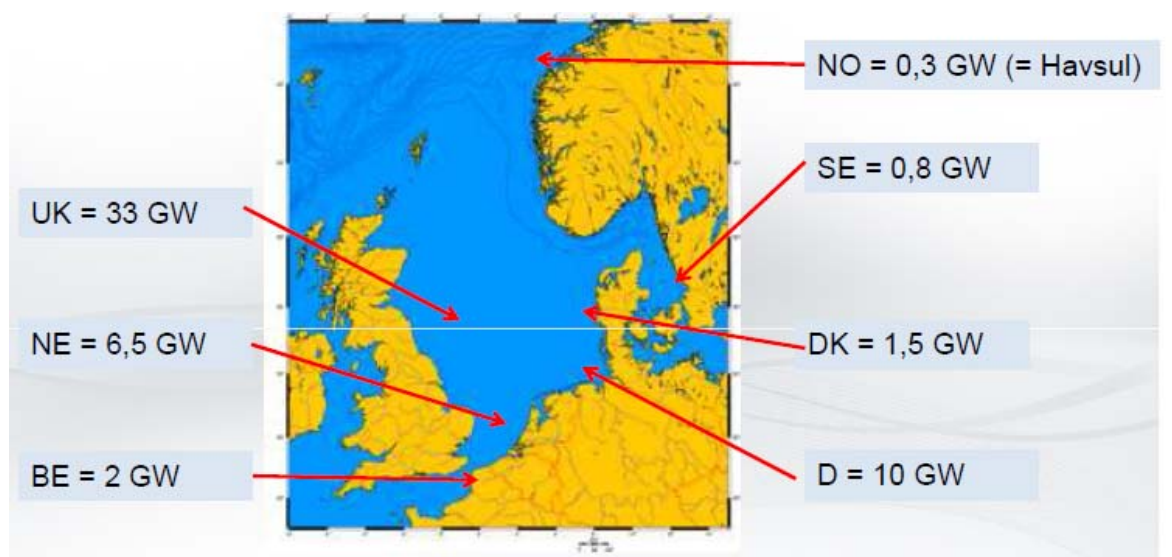 NO = 0,3 GW (= Havsul)
SE = 0,8 GW
UK = 33 GW
NE = 6,5 GW
DK = 1,5 GW
BE = 2 GW
D = 10 GW